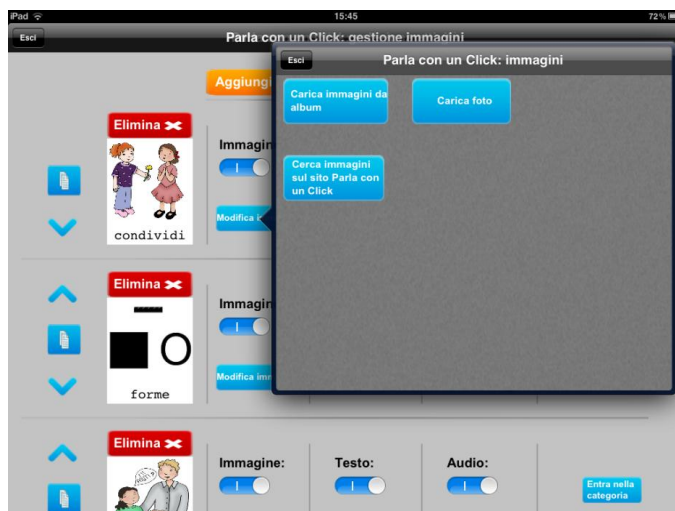 iPad 15:45 72%
Esci Parla con un Click: gestione immagini
Esci Parla con un Click: immagini
Aggiungi
Carica immagini da
album
Carica foto
Elimina
Immagin
Cerca immagini
sul sito Parla con
un Click
Modifica i
condividi
Elimina
Immagin
Modifica imm
forme
Elimina
Immagine: Testo: Audio:
Entra nella
categoria